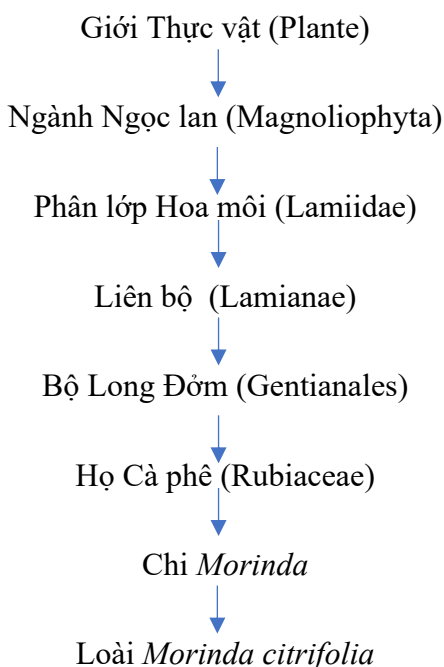 Giới Thực vật (Plante)
Ngành Ngọc lan (Magnoliophyta)
Phân lớp Hoa môi (Lamiidae)
Liên bộ (Lamianae)
Bộ Long Đởm (Gentianales)
Họ Cà phê (Rubiaceae)
Chi Morinda
Loài Morinda citrifolia